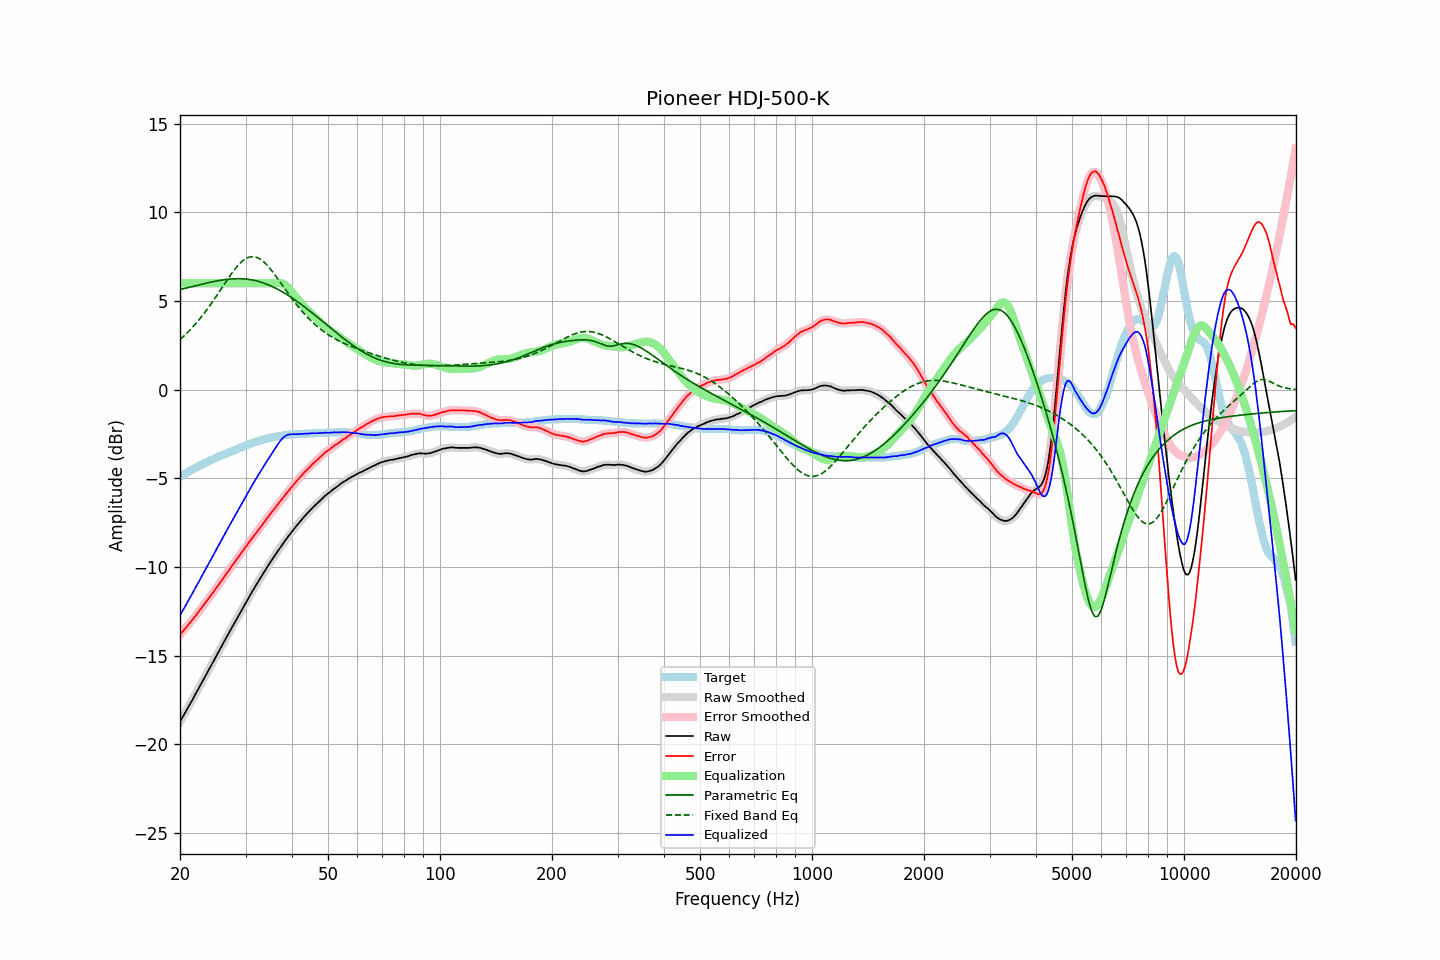 Pioneer HDJ-500-K
Amplitude (dBr)
15
10
5
0
−5
−10
−15
−20
−25
Target
Raw Smoothed
Error Smoothed
Raw
Error
Equalization
Parametric Eq
Fixed Band Eq
Equalized
20 50 100 200 500 1000 2000 5000 10000 20000
Frequency (Hz)